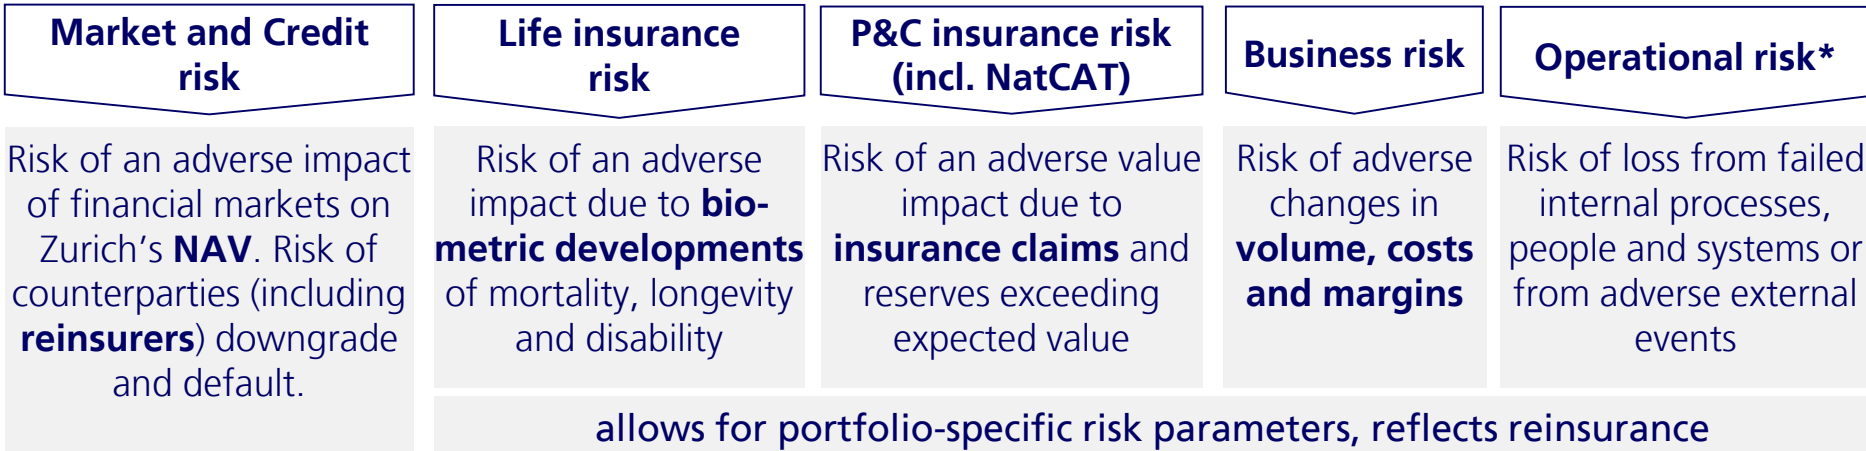 Market and Credit
risk
Life insurance
risk
P&C insurance risk
(incl. NatCAT)
Business risk
Operational risk*
Risk of an adverse impact
of financial markets on
Zurich's NAV. Risk of
counterparties (including
reinsurers) downgrade
and default.
Risk of an adverse
impact due to bio-
metric developments
of mortality, longevity
and disability
Risk of an adverse value
impact due to
insurance claims and
reserves exceeding
expected value
Risk of adverse
changes in
volume, costs
and margins
Risk of loss from failed
internal processes,
people and systems or
from adverse external
events
allows for portfolio-specific risk parameters, reflects reinsurance